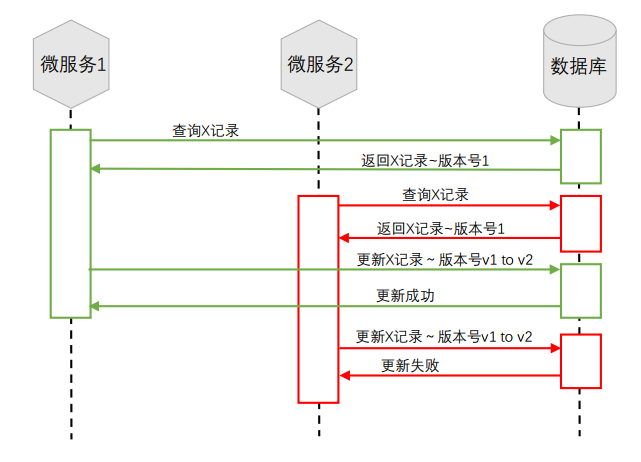 微服务1
微服务2
数据库
查询X记录
返回X记录~版本号1
查询X记录
返回X记录~版本号1
更新X记录 ~ 版本号v1 to v2
更新成功
更新X记录 ~ 版本号v1 to v2
更新失败